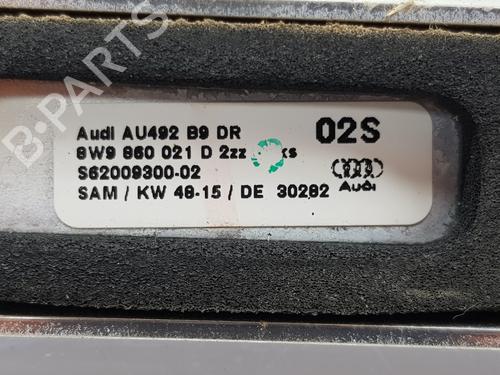 B-PARTS
Audi AU492 B9 DR 02S
8W9 860 021 D 2zz ks
S62009300-02
SAM / KW 48-15 / DE 30282 Audi